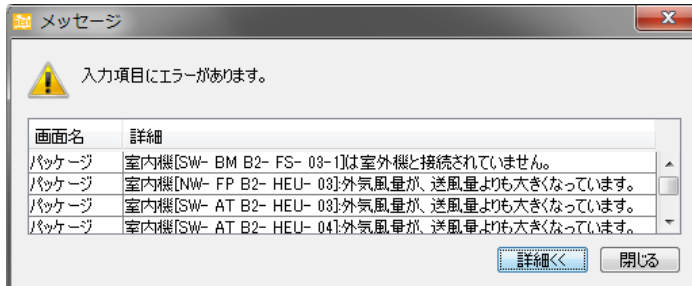 メッセージ
入力項目にエラーがあります。
画面名 詳細
パッケージ 室内機[SW- BM B2- FS- 03-1]は室外機と接続されていません。
パッケージ 室内機[NW- FP B2- HEU- 03]:外気風量が、送風量よりも大きくなっています。
パッケージ 室内機[SW- AT B2- HEU- 03]:外気風量が、送風量よりも大きくなっています。
パッケージ 室内機[SW- AT B2- HEU- 04]:外気風量が、送風量よりも大きくなっています。
詳細<< 閉じる